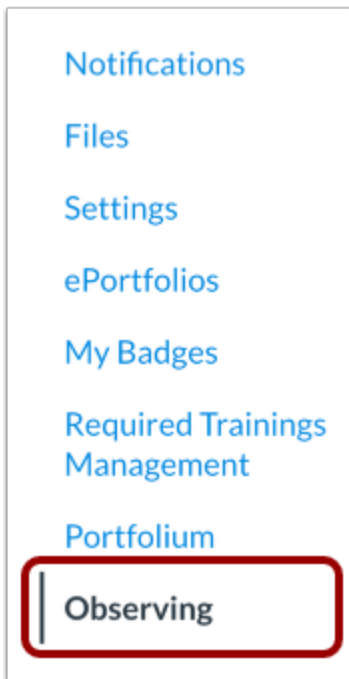 Notifications
Files
Settings
ePortfolios
My Badges
Required Trainings
Management
Portfolium
Observing